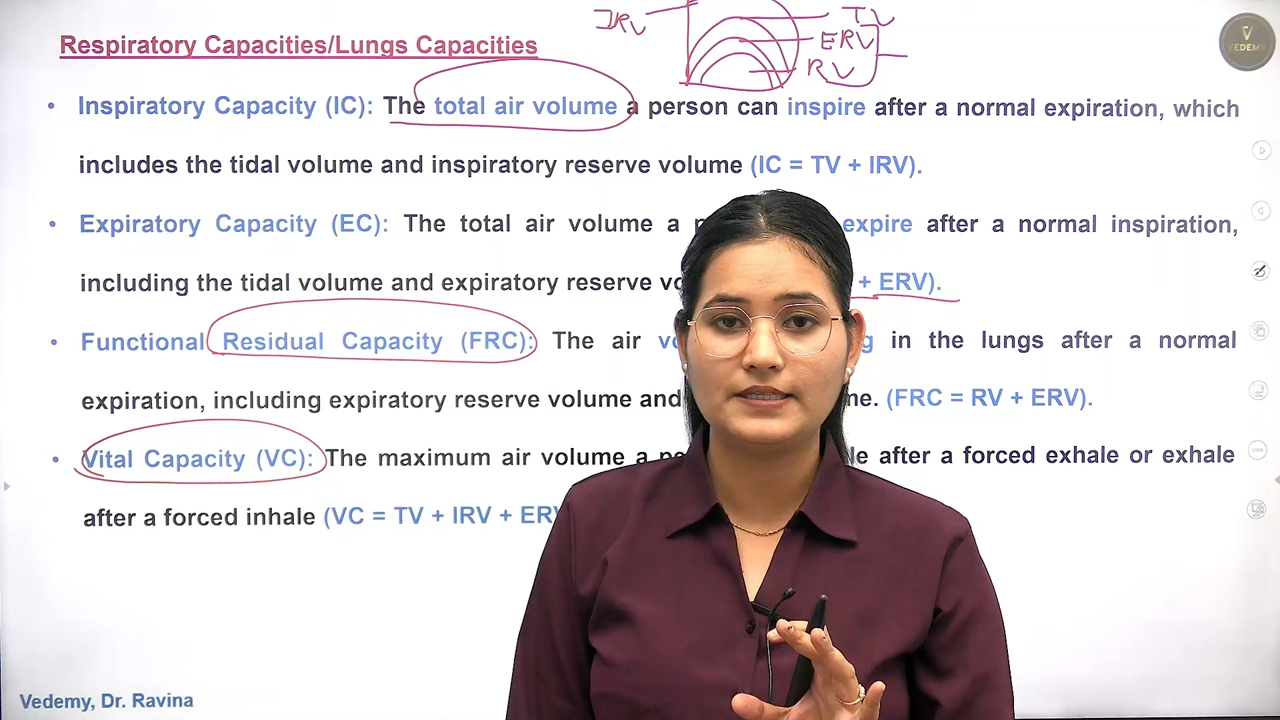 IRV
TV
ERV
RV
VEDEMY
Respiratory Capacities/Lungs Capacities
• Inspiratory Capacity (IC): The total air volume a person can inspire after a normal expiration, which
includes the tidal volume and inspiratory reserve volume (IC = TV + IRV).
• Expiratory Capacity (EC): The total air volume a expire after a normal inspiration,
including the tidal volume and expiratory reserve + ERV).
• Functional Residual Capacity (FRC): The air in the lungs after a normal
expiration, including expiratory reserve volume and (FRC = RV + ERV).
• Vital Capacity (VC): The maximum air volume a after a forced exhale or exhale
after a forced inhale (VC = TV + IRV +
Vedemy, Dr. Ravina